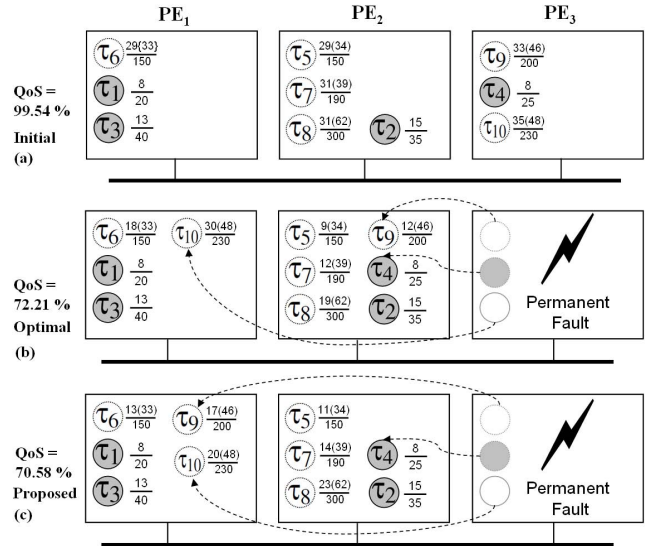 PE1 PE2 PE3
QoS =
99.54 %
Initial
(a)
τ6 29{33}/150
τ1 8/20
τ3 13/40
τ5 29(34)/150
τ7 31(39)/190
τ8 31(62)/300 τ2 15/35
τ9 33(46)/200
τ4 8/25
τ10 35(48)/230
QoS =
72.21 %
Optimal
(b)
τ6 18(33)/150 τ10 30(48)/230
τ1 8/20
τ3 13/40
τ5 9(34)/150 τ9 12(46)/200
τ7 12(39)/190 τ4 8/25
τ8 19(62)/300 τ2 15/35
Permanent
Fault
QoS =
70.58 %
Proposed
(c)
τ6 13(33)/150 τ9 17(46)/200
τ1 8/20 τ10 20(48)/230
τ3 13/40
τ5 11(34)/150
τ7 14(39)/190 τ4 8/25
τ8 23(62)/300 τ2 15/35
Permanent
Fault